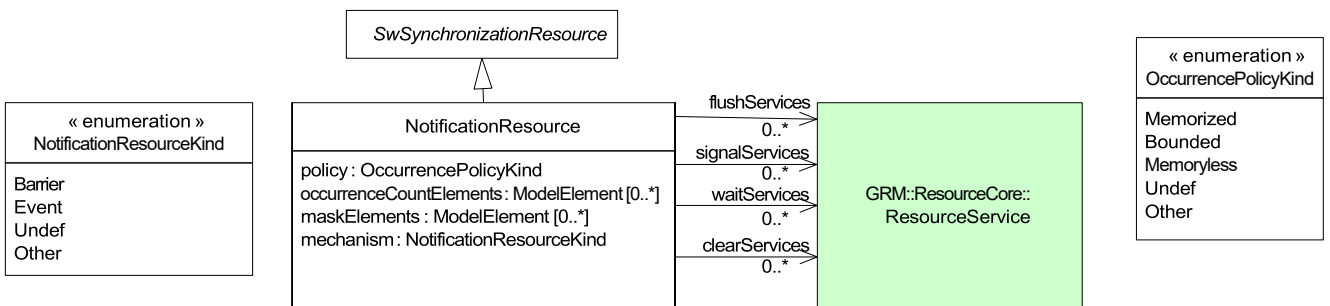 SwSynchronizationResource
« enumeration »
NotificationResourceKind
Barrier
Event
Undef
Other
NotificationResource
policy : OccurrencePolicyKind
occurrenceCountElements : ModelElement [0..*]
maskElements : ModelElement [0..*]
mechanism : NotificationResourceKind
flushServices
0..*
signalServices
0..*
waitServices
0..*
clearServices
0..*
GRM::ResourceCore::
ResourceService
« enumeration »
OccurrencePolicyKind
Memorized
Bounded
Memoryless
Undef
Other